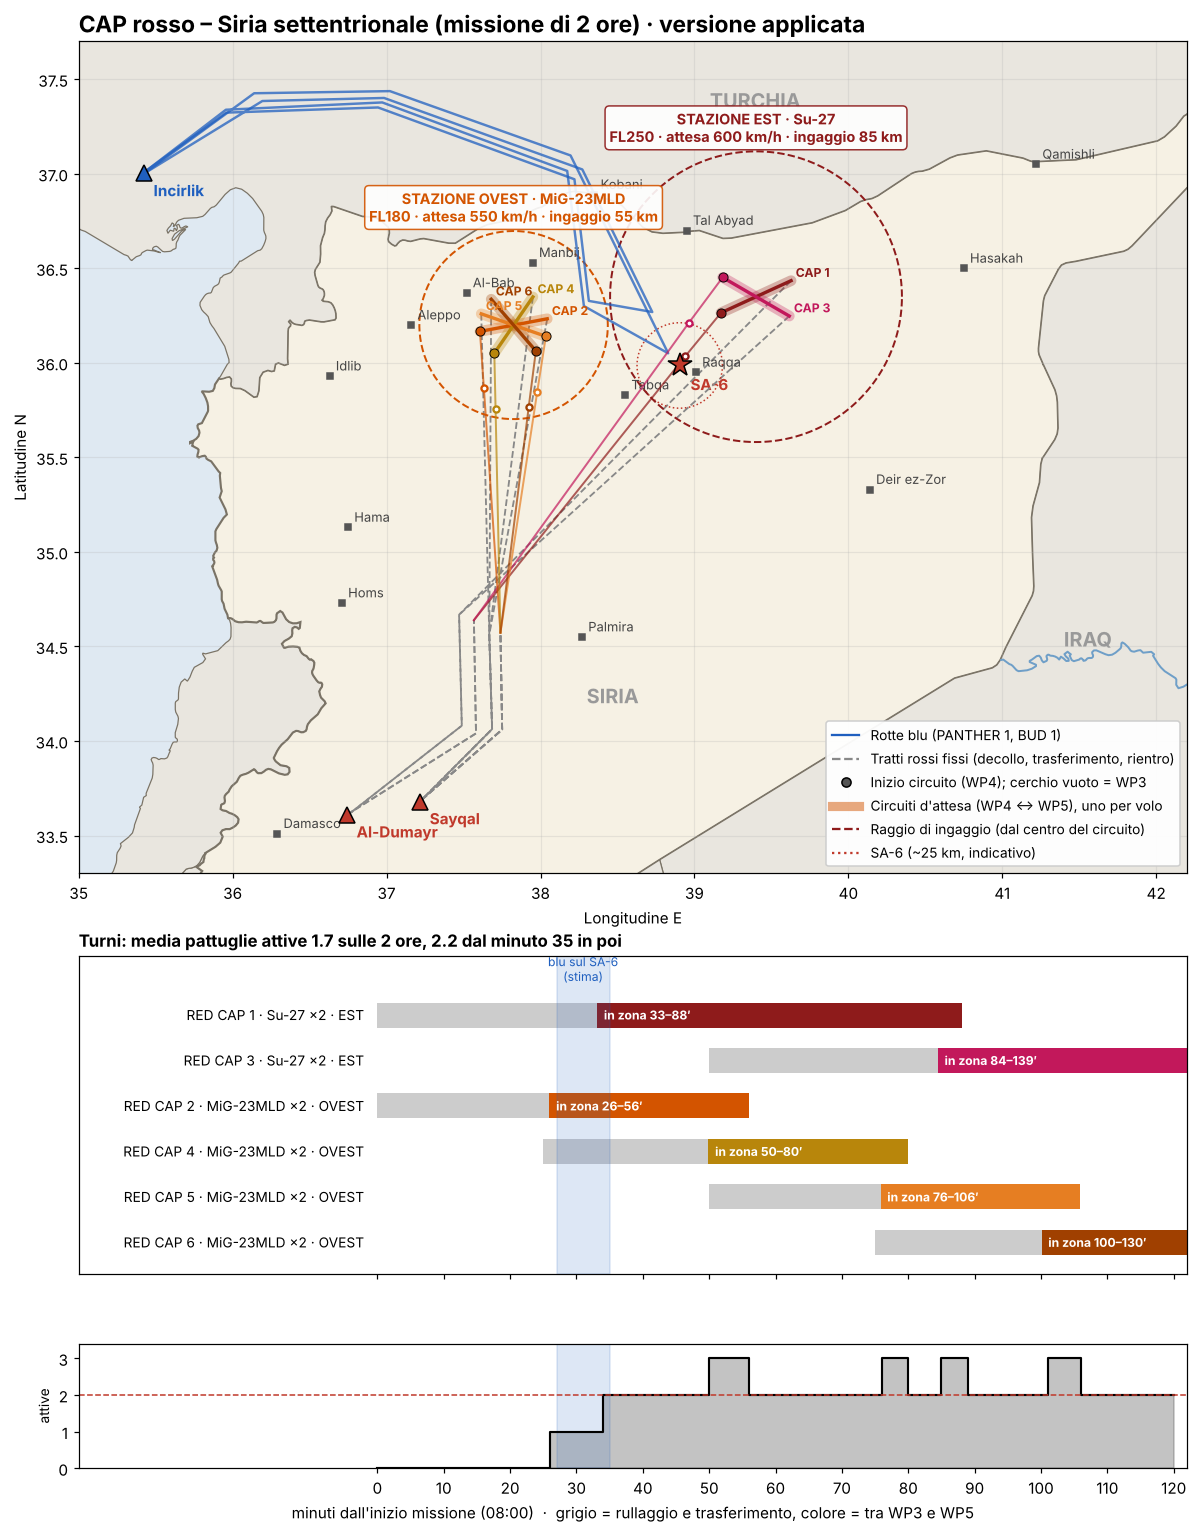 CAP rosso – Siria settentrionale (missione di 2 ore) · versione applicata
TURCHIA
STAZIONE EST · Su-27
FL250 · attesa 600 km/h · ingaggio 85 km
Qamishli
Kobani
Incirlik
STAZIONE OVEST · MiG-23MLD
FL180 · attesa 550 km/h · ingaggio 55 km
Tal Abyad
Manbij
Hasakah
CAP 1
Al-Bab
CAP 6
CAP 4
CAP 5
CAP 2
CAP 3
Aleppo
Idlib
Raqqa
Tabqa
SA-6
Deir ez-Zor
Hama
Homs
Palmira
IRAQ
SIRIA
Sayqal
Damasco
Al-Dumayr
Rotte blu (PANTHER 1, BUD 1)
Tratti rossi fissi (decollo, trasferimento, rientro)
Inizio circuito (WP4); cerchio vuoto = WP3
Circuiti d'attesa (WP4 ↔ WP5), uno per volo
Raggio di ingaggio (dal centro del circuito)
SA-6 (~25 km, indicativo)
Latitudine N
37.5
37.0
36.5
36.0
35.5
35.0
34.5
34.0
33.5
35 36 37 38 39 40 41 42
Longitudine E
Turni: media pattuglie attive 1.7 sulle 2 ore, 2.2 dal minuto 35 in poi
blu sul SA-6
(stima)
RED CAP 1 · Su-27 ×2 · EST
in zona 33–88′
RED CAP 3 · Su-27 ×2 · EST
in zona 84–139′
RED CAP 2 · MiG-23MLD ×2 · OVEST
in zona 26–56′
RED CAP 4 · MiG-23MLD ×2 · OVEST
in zona 50–80′
RED CAP 5 · MiG-23MLD ×2 · OVEST
in zona 76–106′
RED CAP 6 · MiG-23MLD ×2 · OVEST
in zona 100–130′
attive
3
2
1
0
0 10 20 30 40 50 60 70 80 90 100 110 120
minuti dall'inizio missione (08:00) · grigio = rullaggio e trasferimento, colore = tra WP3 e WP5